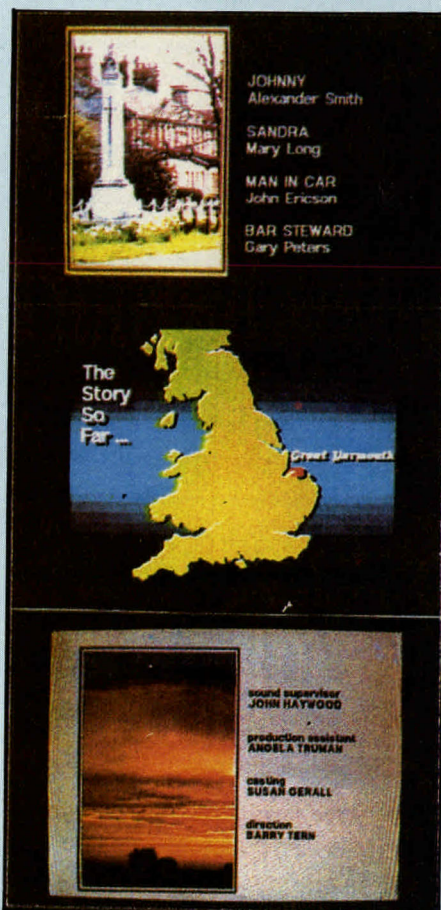 JOHNNY
Alexander Smith
SANDRA
Mary Long
MAN IN CAR
John Ericson
BAR STEWARD
Gary Peters
The
Story
So
Far ...
Great Yarmouth
sound supervisor
JOHN HAYWOOD
production assistant
ANGELA TRUMAN
casting
SUSAN GERALL
direction
BARRY TERN